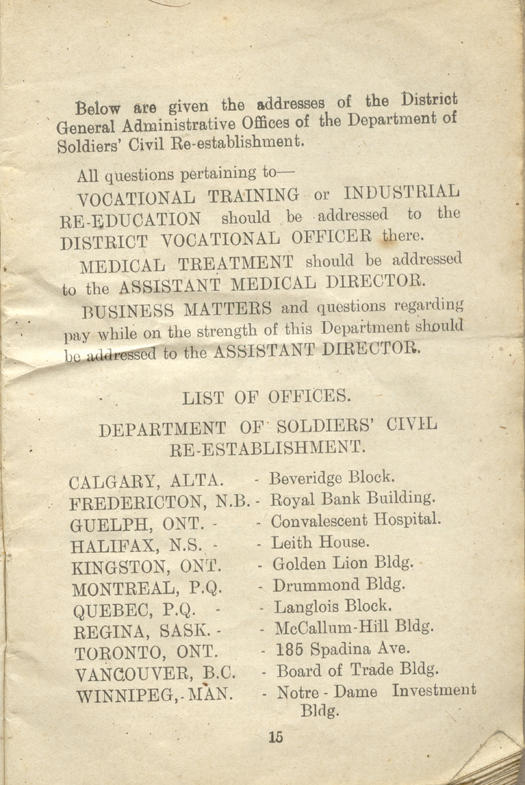 Below are given the addresses of the District
General Administrative Offices of the Department of
Soldiers' Civil Re-establishment.
All questions pertaining to—
VOCATIONAL TRAINING or INDUSTRIAL
RE-EDUCATION should be addressed to the
DISTRICT VOCATIONAL OFFICER there.
MEDICAL TREATMENT should be addressed
to the ASSISTANT MEDICAL DIRECTOR.
BUSINESS MATTERS and questions regarding
pay while on the strength of this Department should
be addressed to the ASSISTANT DIRECTOR.
LIST OF OFFICES.
DEPARTMENT OF SOLDIERS' CIVIL
RE-ESTABLISHMENT.
CALGARY, ALTA. - Beveridge Block.
FREDERICTON, N.B. - Royal Bank Building.
GUELPH, ONT. - - Convalescent Hospital.
HALIFAX, N.S. - - Leith House.
KINGSTON, ONT. - Golden Lion Bldg.
MONTREAL, P.Q. - Drummond Bldg.
QUEBEC, P.Q. - - Langlois Block.
REGINA, SASK. - - McCallum-Hill Bldg.
TORONTO, ONT. - 185 Spadina Ave.
VANCOUVER, B.C. - Board of Trade Bldg.
WINNIPEG, MAN. - Notre - Dame Investment
Bldg.
15